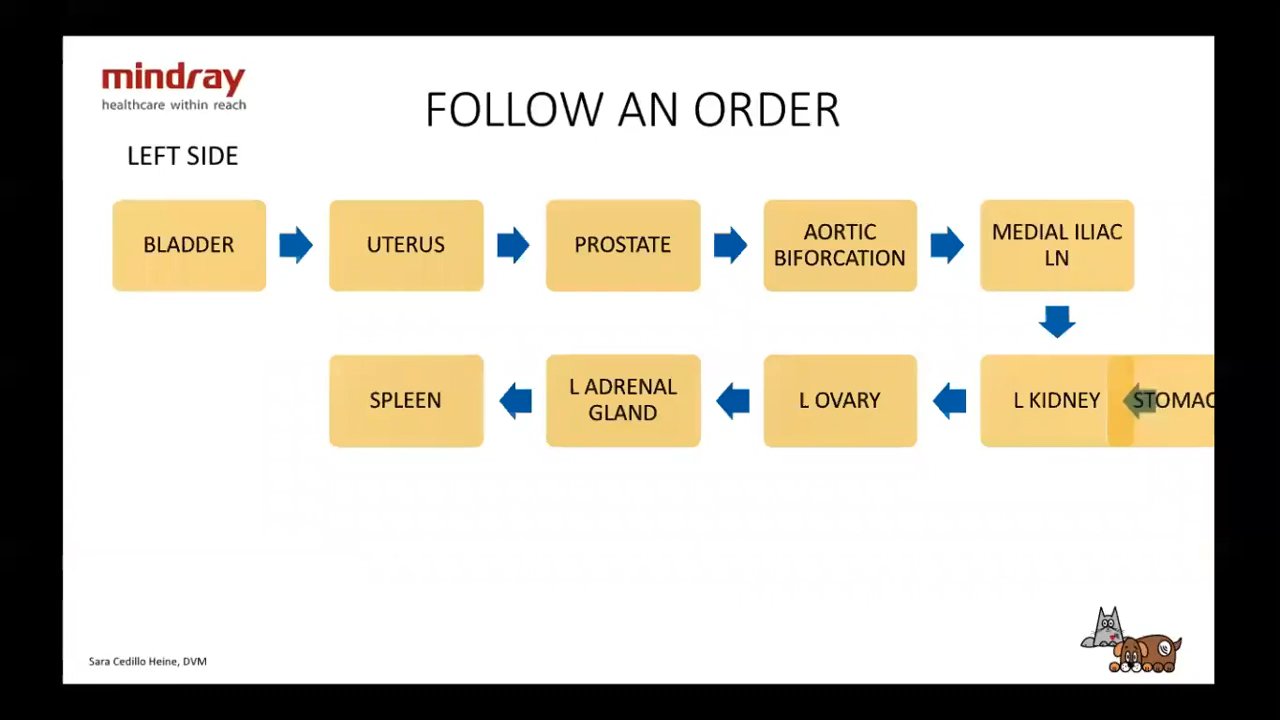 mindray
healthcare within reach
FOLLOW AN ORDER
LEFT SIDE
BLADDER
UTERUS
PROSTATE
AORTIC
BIFORCATION
MEDIAL ILIAC
LN
L KIDNEY
L OVARY
L ADRENAL
GLAND
SPLEEN
STOMAC
Sara Cedillo Heine, DVM